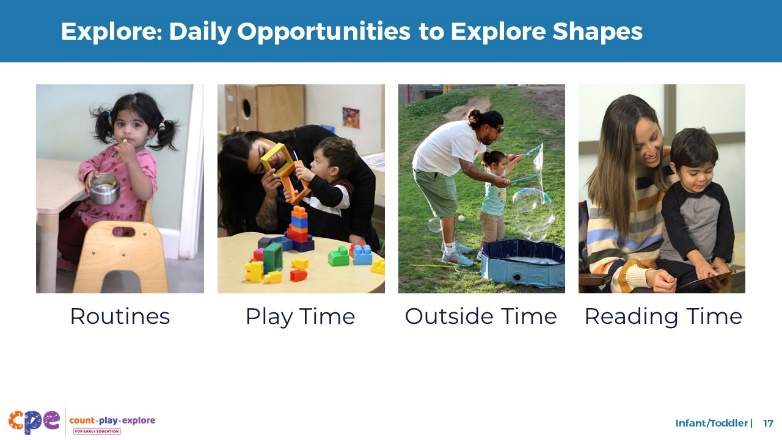 Explore: Daily Opportunities to Explore Shapes
Routines
Play Time
Outside Time
Reading Time
cpe
count·play·explore
FOR EARLY EDUCATION
Infant/Toddler | 17